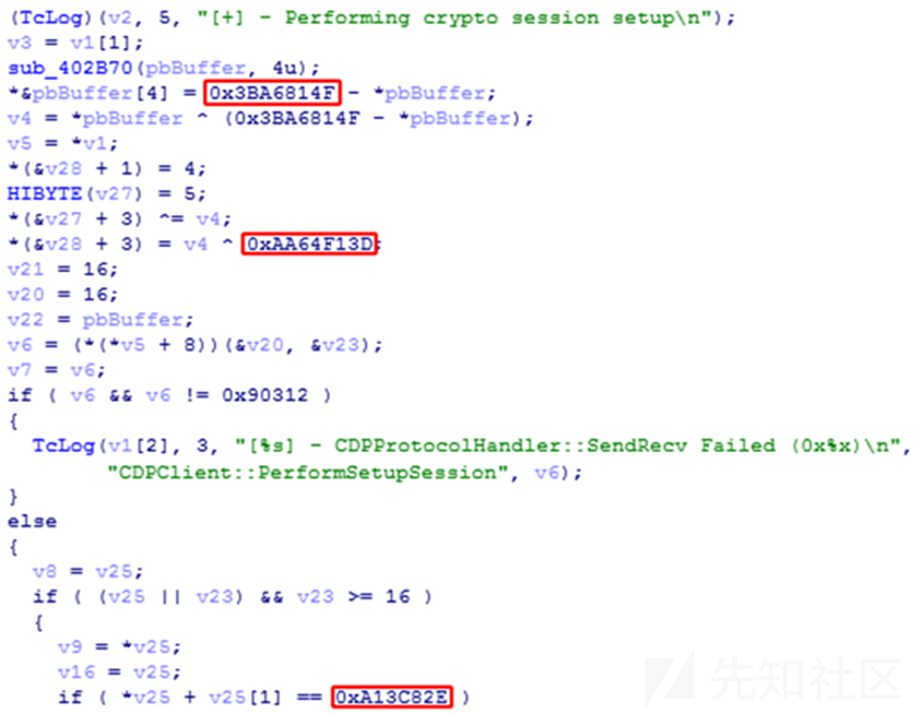 (TcLog)(v2, 5, "[+] - Performing crypto session setup\n");
v3 = v1[1];
sub_402B70(pbBuffer, 4u);
*&pbBuffer[4] = 0x3BA6814F - *pbBuffer;
v4 = *pbBuffer ^ (0x3BA6814F - *pbBuffer);
v5 = *v1;
*(&v28 + 1) = 4;
HIBYTE(v27) = 5;
*(&v27 + 3) ^= v4;
*(&v28 + 3) = v4 ^ 0xAA64F13D;
v21 = 16;
v20 = 16;
v22 = pbBuffer;
v6 = (*(*v5 + 8))(&v20, &v23);
v7 = v6;
if ( v6 && v6 != 0x90312 )
{
TcLog(v1[2], 3, "[%s] - CDPProtocolHandler::SendRecv Failed (0x%x)\n",
"CDPClient::PerformSetupSession", v6);
}
else
{
v8 = v25;
if ( (v25 || v23) && v23 >= 16 )
{
v9 = *v25;
v16 = v25;
if ( *v25 + v25[1] == 0xA13C82E )
先知社区